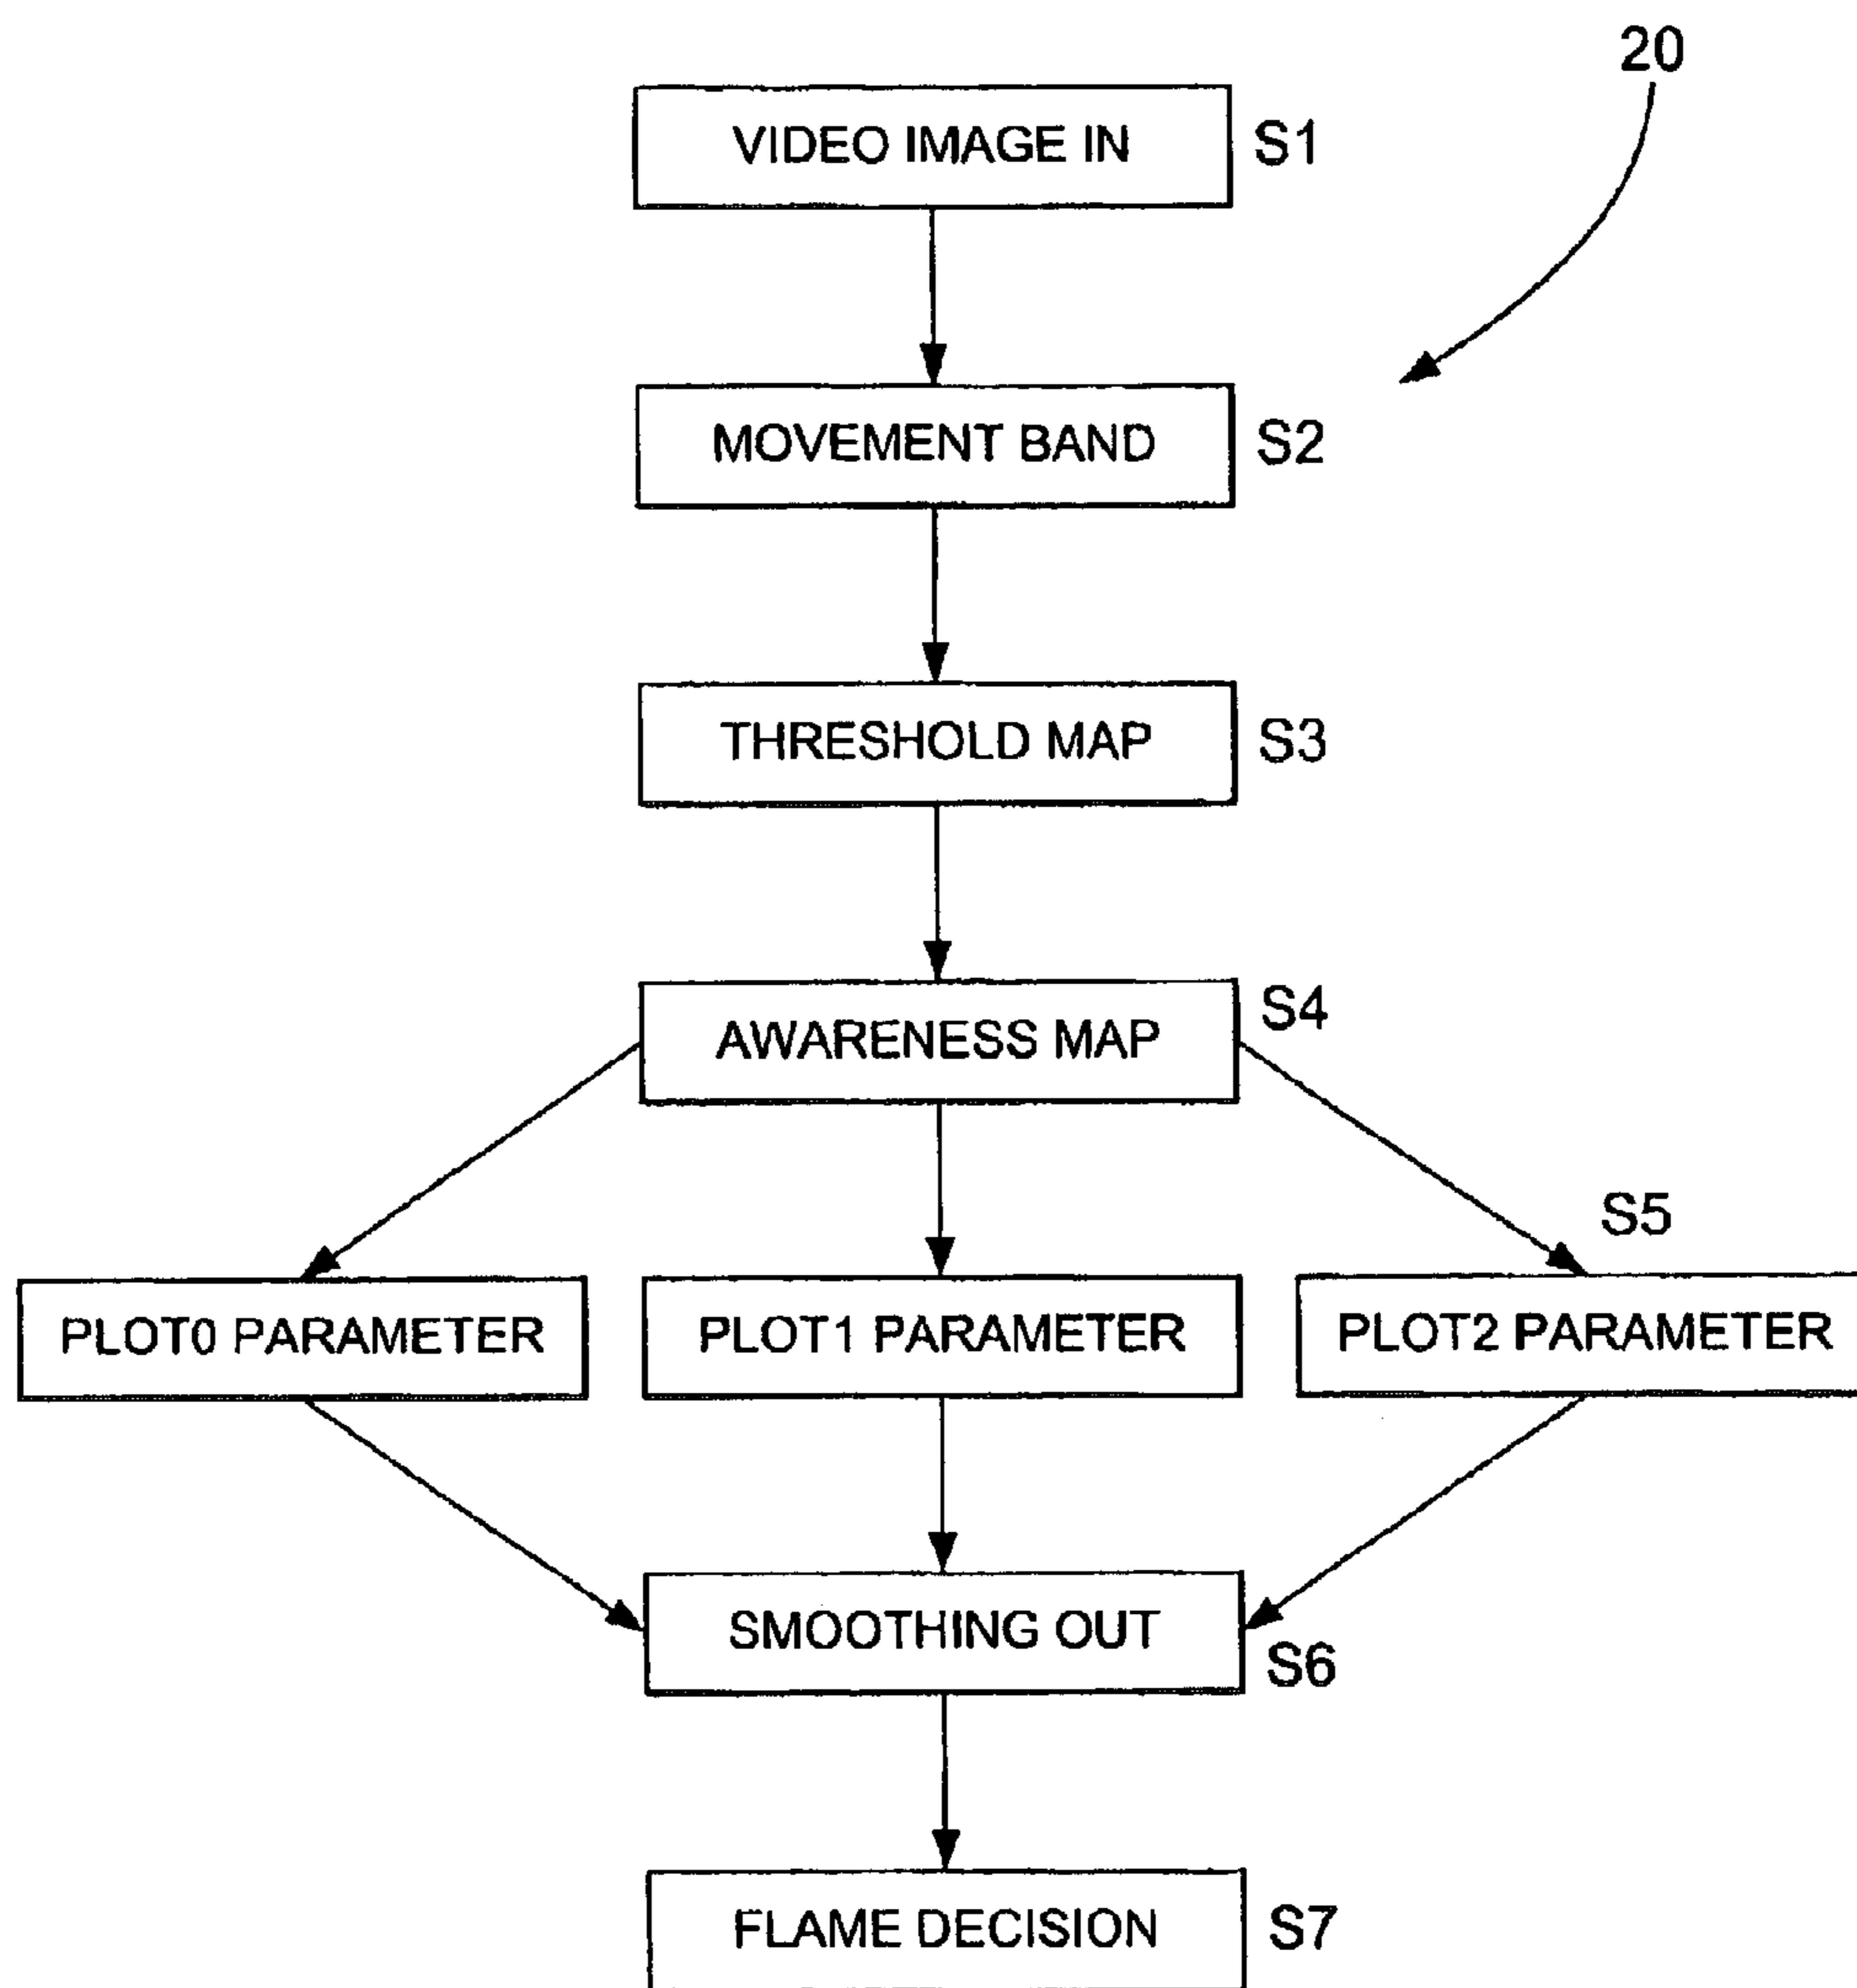 20
VIDEO IMAGE IN S1
MOVEMENT BAND S2
THRESHOLD MAP S3
AWARENESS MAP S4
S5
PLOT0 PARAMETER PLOT1 PARAMETER PLOT2 PARAMETER
SMOOTHING OUT
S6
FLAME DECISION S7